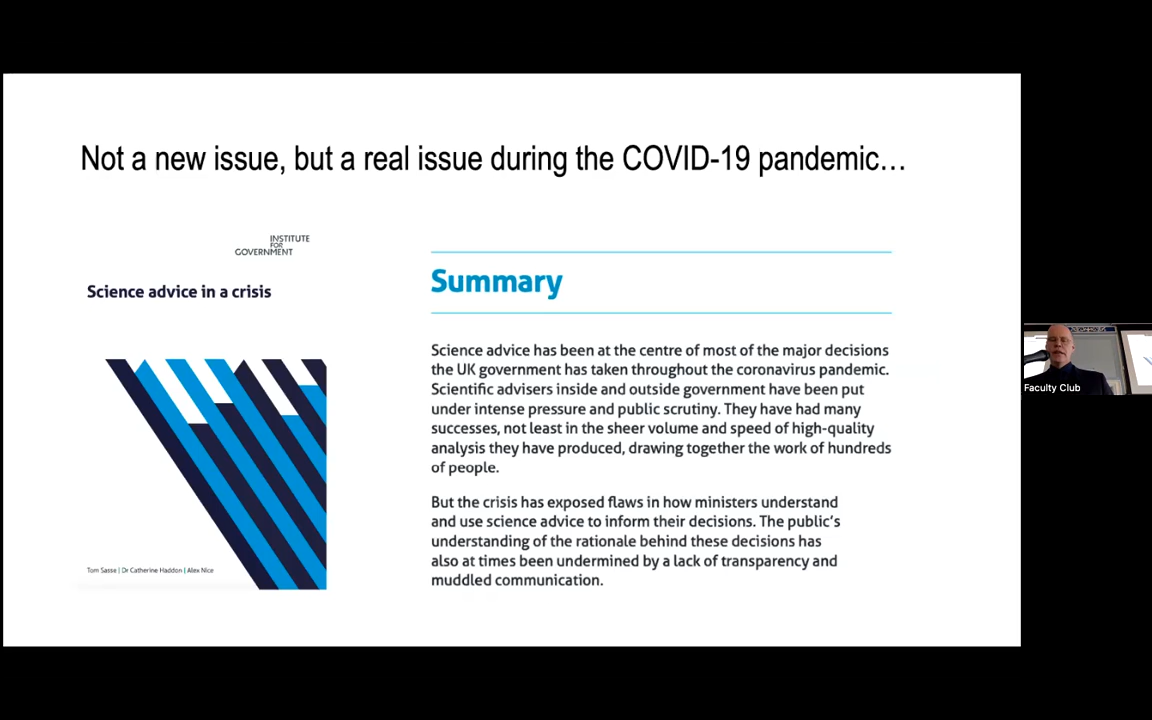 Not a new issue, but a real issue during the COVID-19 pandemic…
INSTITUTE
FOR
GOVERNMENT
Science advice in a crisis
Tom Sasse | Dr Catherine Haddon | Alex Nice
Summary
Science advice has been at the centre of most of the major decisions
the UK government has taken throughout the coronavirus pandemic.
Scientific advisers inside and outside government have been put
under intense pressure and public scrutiny. They have had many
successes, not least in the sheer volume and speed of high-quality
analysis they have produced, drawing together the work of hundreds
of people.
But the crisis has exposed flaws in how ministers understand
and use science advice to inform their decisions. The public’s
understanding of the rationale behind these decisions has
also at times been undermined by a lack of transparency and
muddled communication.
Faculty Club